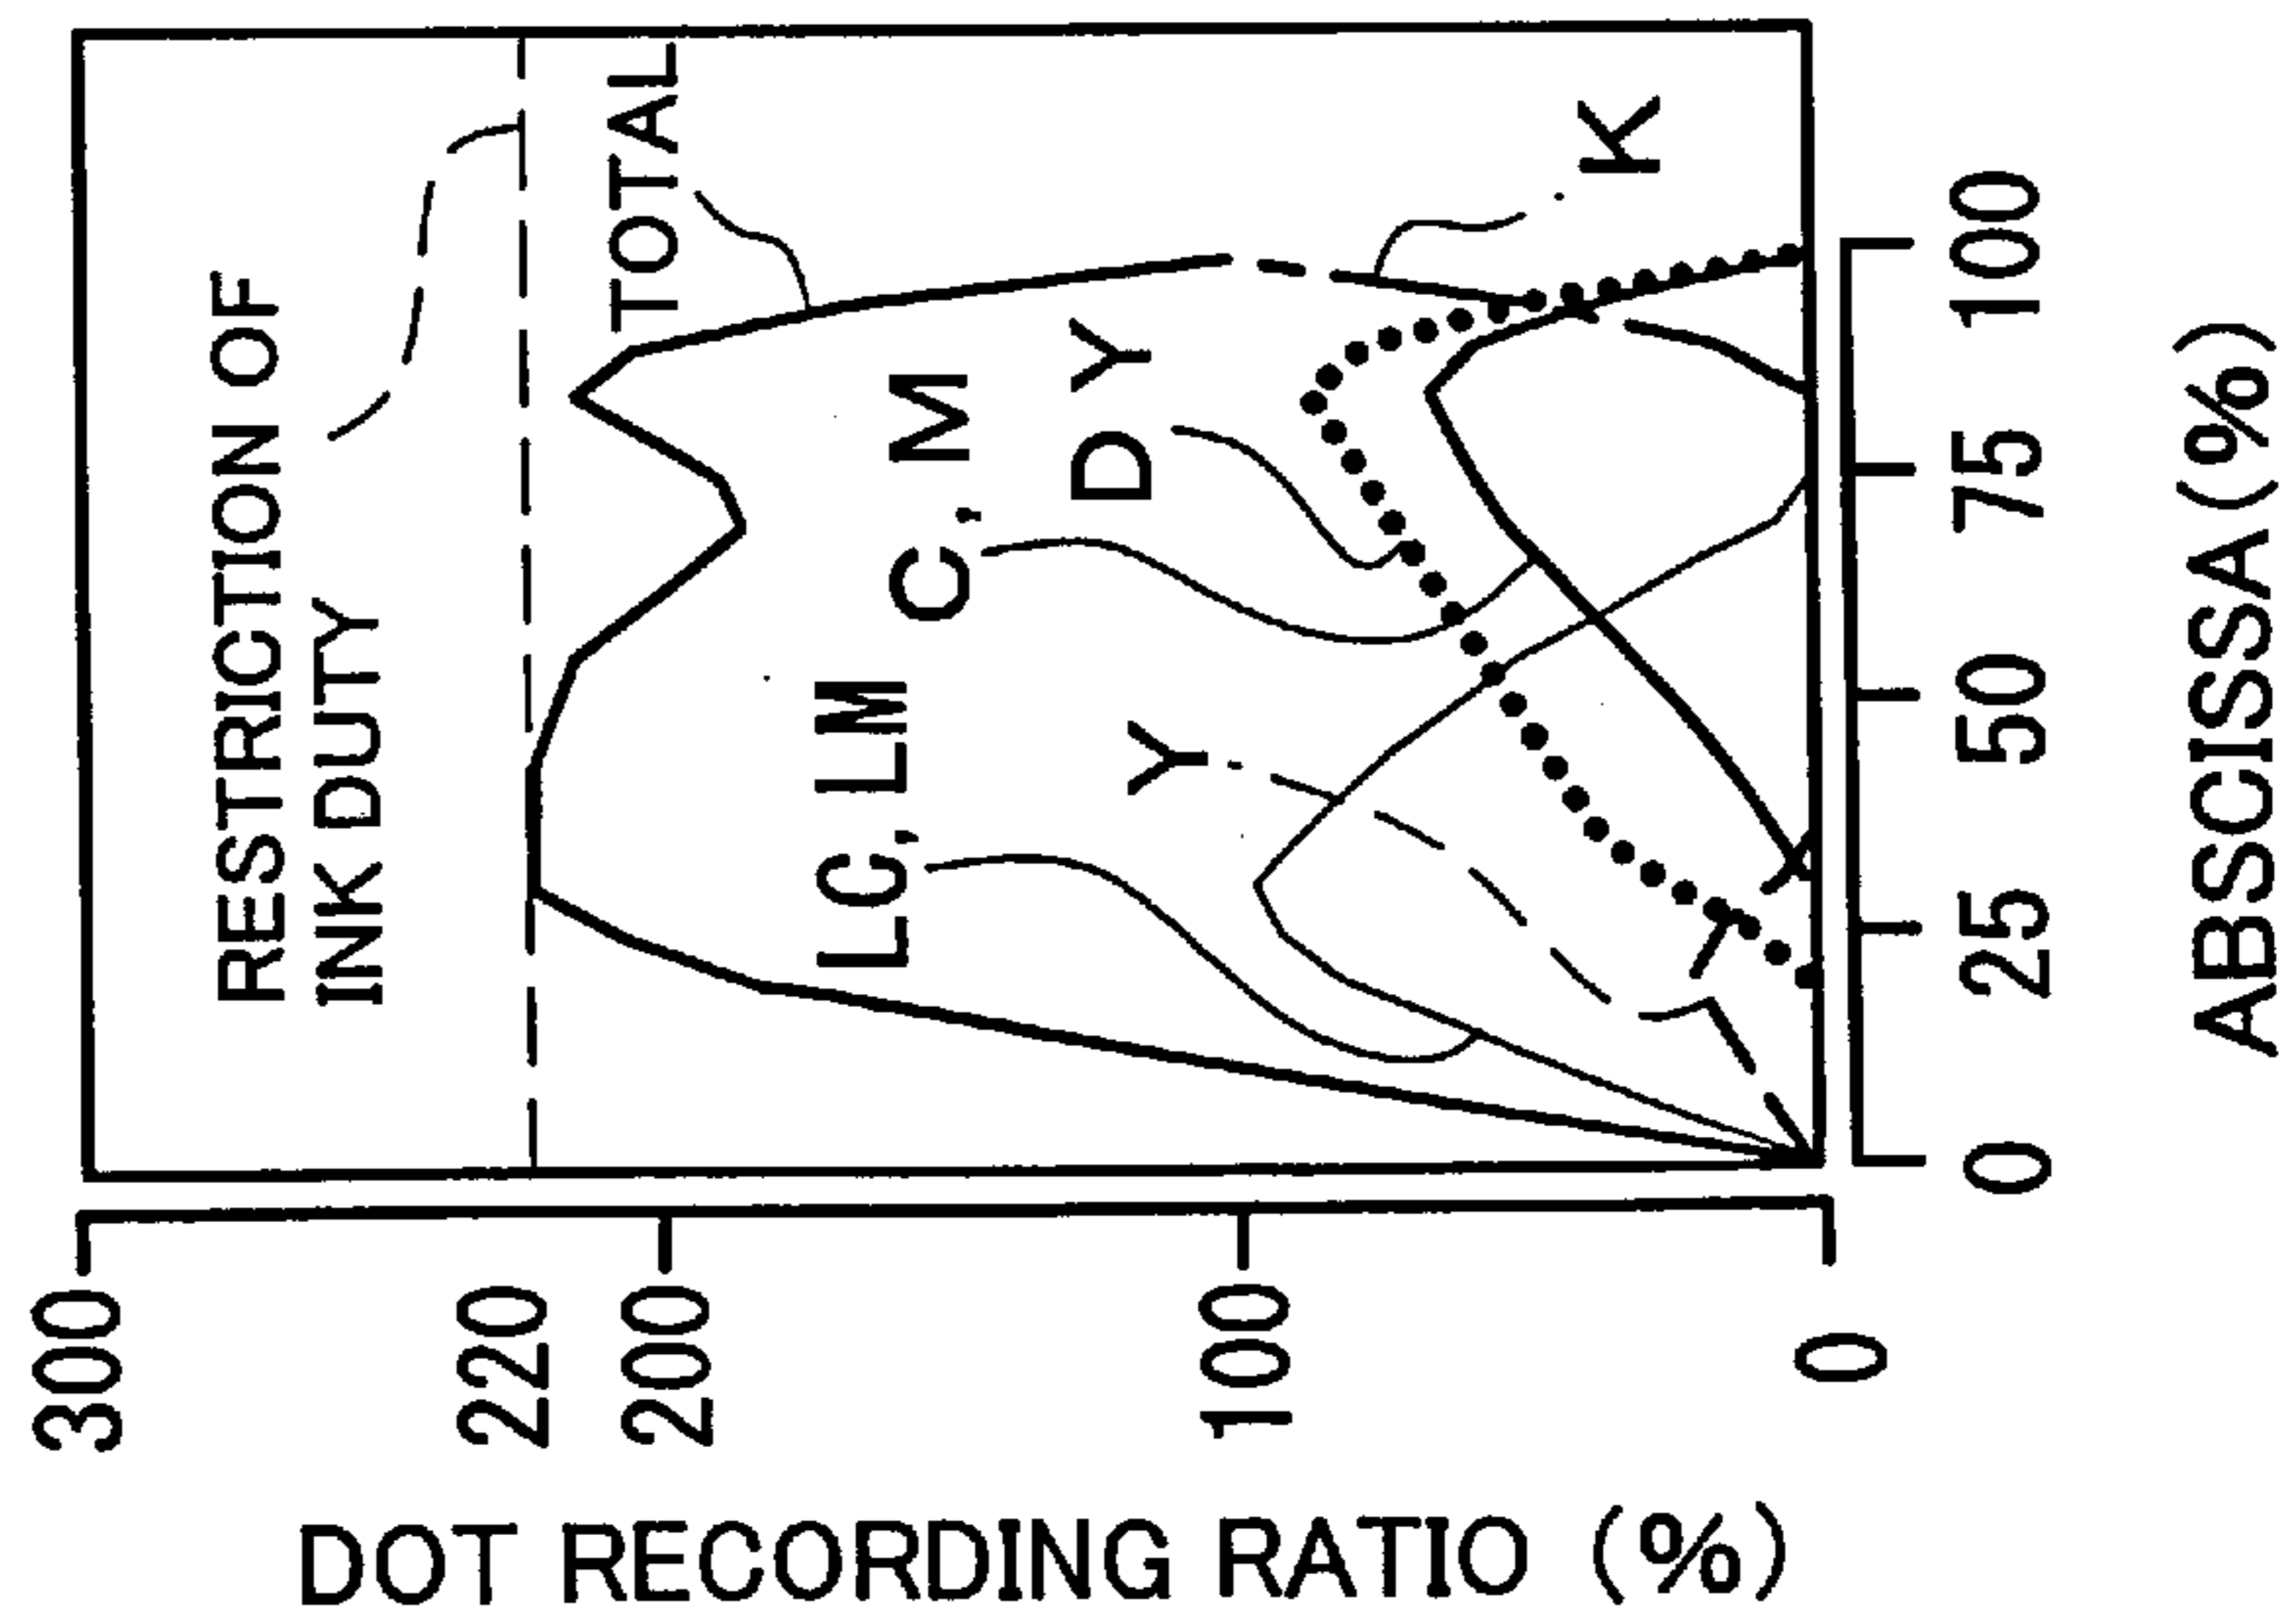 DOT RECORDING RATIO (%)
300
220
200
100
0
RESTRICTION OF
INK DUTY
TOTAL
C, M
DY
LC, LM
Y
K
0
25
50
75
100
ABSCISSA(%)